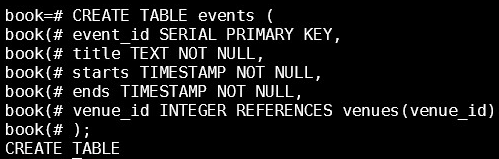 book=# CREATE TABLE events (
book(# event_id SERIAL PRIMARY KEY,
book(# title TEXT NOT NULL,
book(# starts TIMESTAMP NOT NULL,
book(# ends TIMESTAMP NOT NULL,
book(# venue_id INTEGER REFERENCES venues(venue_id)
book(# );
CREATE TABLE